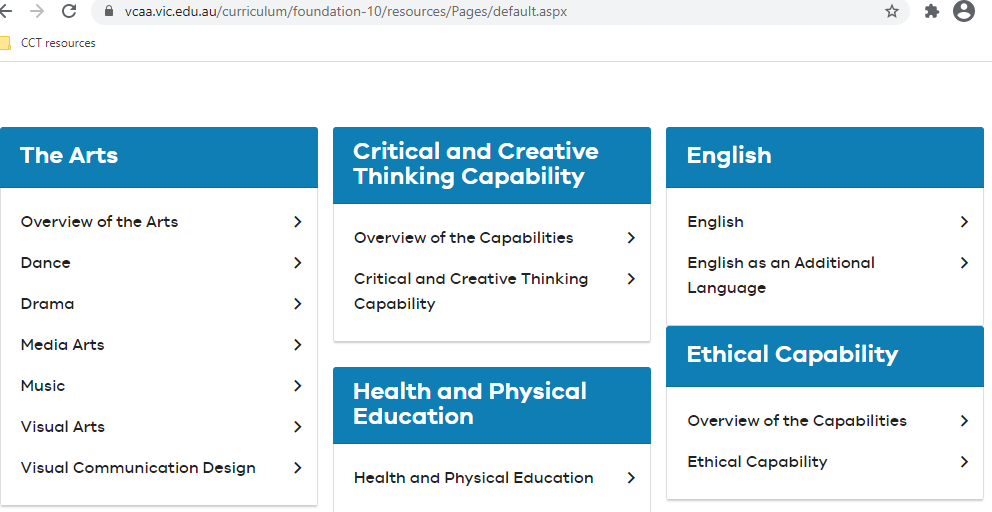 vcaa.vic.edu.au/curriculum/foundation-10/resources/Pages/default.aspx
CCT resources
The Arts
Overview of the Arts
Dance
Drama
Media Arts
Music
Visual Arts
Visual Communication Design
Critical and Creative
Thinking Capability
Overview of the Capabilities
Critical and Creative Thinking
Capability
Health and Physical
Education
Health and Physical Education
English
English
English as an Additional
Language
Ethical Capability
Overview of the Capabilities
Ethical Capability